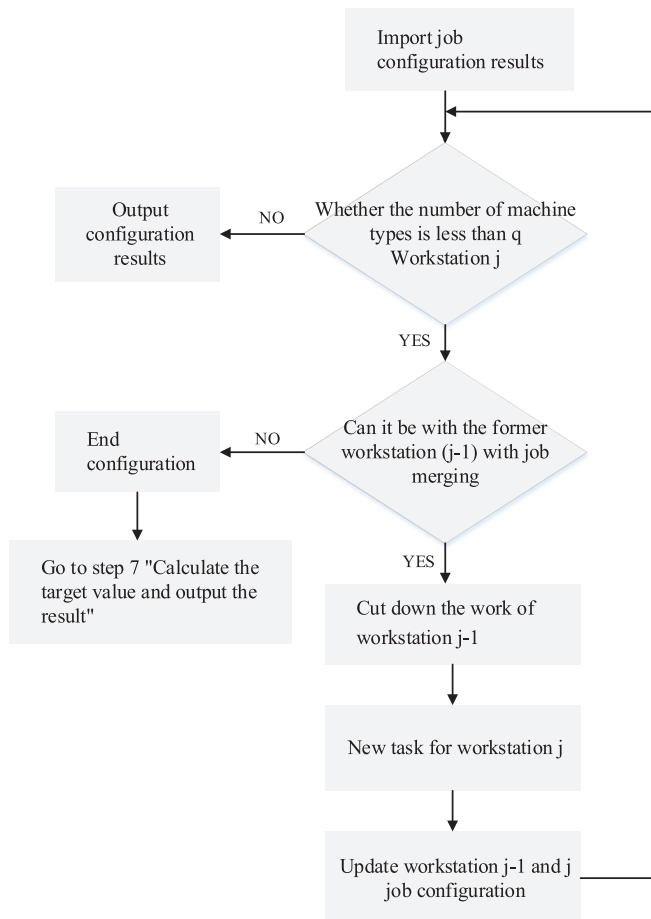 Import job
configuration results
Whether the number of machine
types is less than q
Workstation j
NO
Output
configuration
results
YES
Can it be with the former
workstation (j-1) with job
merging
NO
End
configuration
Go to step 7 "Calculate the
target value and output the
result"
YES
Cut down the work of
workstation j-1
New task for workstation j
Update workstation j-1 and j
job configuration